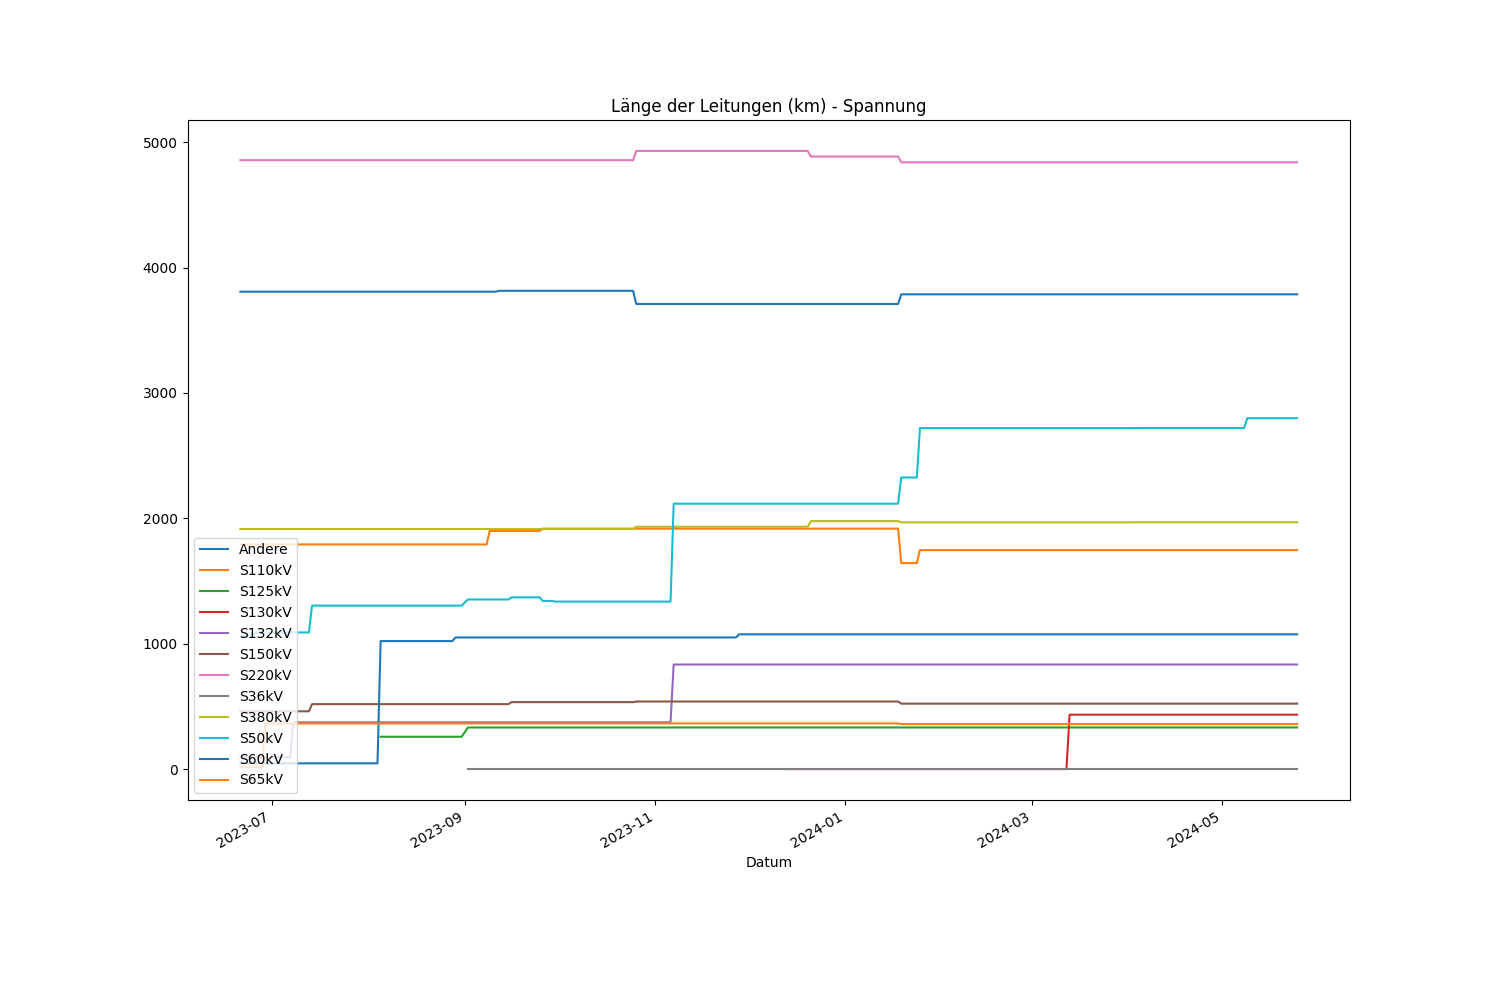 Länge der Leitungen (km) - Spannung
5000
4000
3000
2000
1000
0
Andere
S110kV
S125kV
S130kV
S132kV
S150kV
S220kV
S36kV
S380kV
S50kV
S60kV
S65kV
2023-07
2023-09
2023-11
2024-01
2024-03
2024-05
Datum